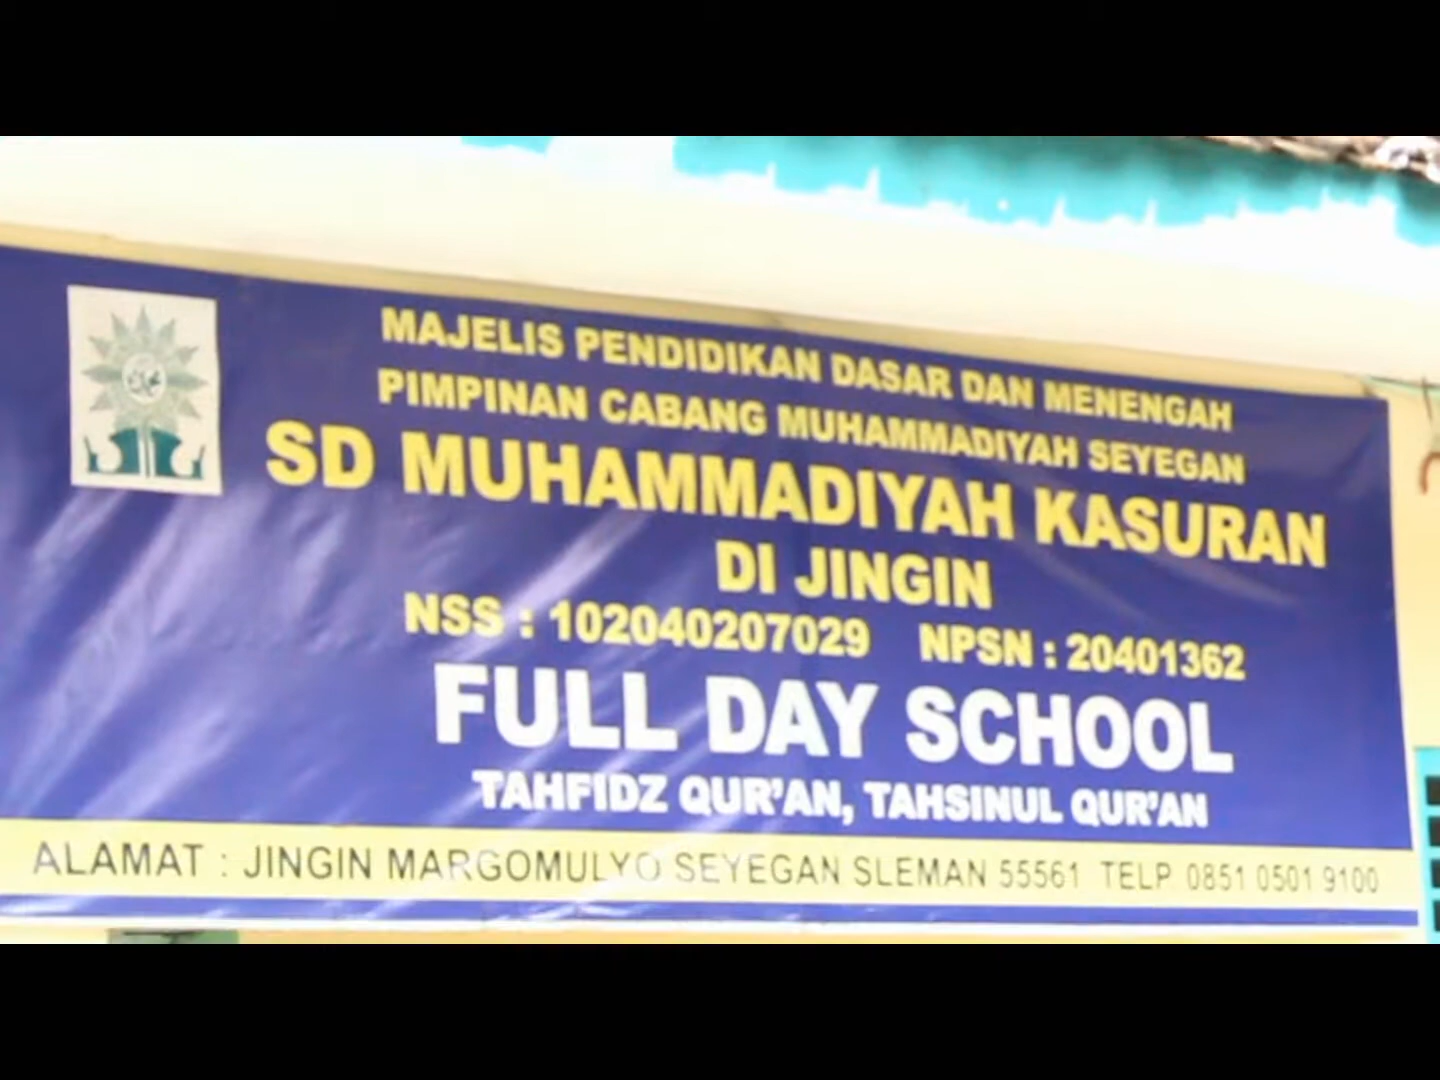 MAJELIS PENDIDIKAN DASAR DAN MENENGAH
PIMPINAN CABANG MUHAMMADIYAH SEYEGAN
SD MUHAMMADIYAH KASURAN
DI JINGIN
NSS : 102040207029 NPSN : 20401362
FULL DAY SCHOOL
TAHFIDZ QUR'AN, TAHSINUL QUR'AN
ALAMAT : JINGIN MARGOMULYO SEYEGAN SLEMAN 55561 TELP 0851 0501 9100